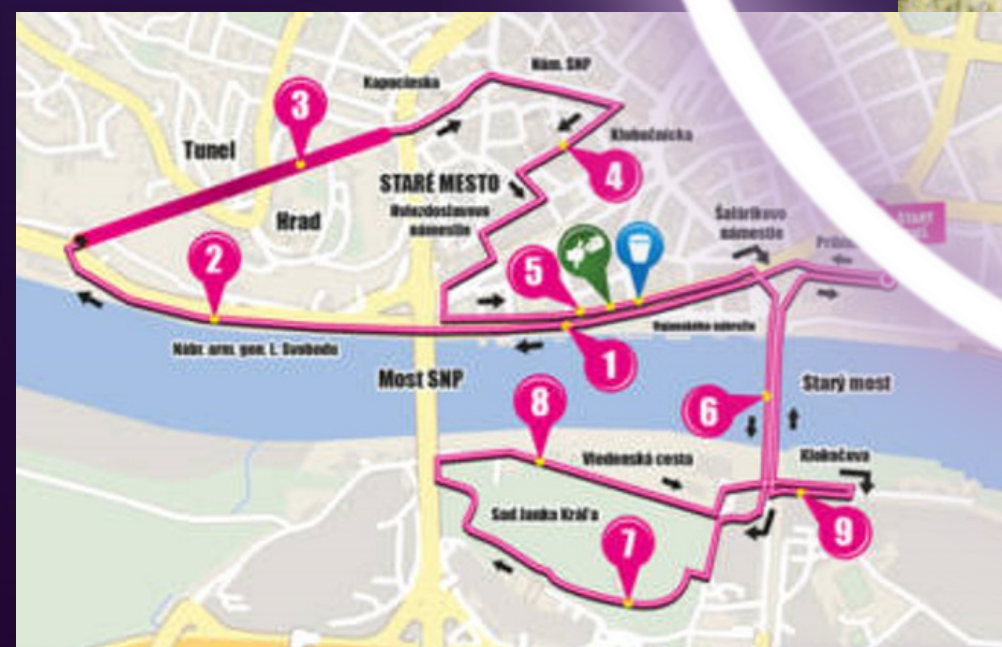 Nám. SNP
Kapucínska
3
Klobučnícka
Tunel
4
STARÉ MESTO
Hviezdoslavovo
námestie
Hrad
Šafárikovo
námestie
2
5
1
Nábr. arm. gen. L. Svobodu
Most SNP
Starý most
8
6
Viedenská cesta
Klokočova
Sad Janka Kráľa
7
9